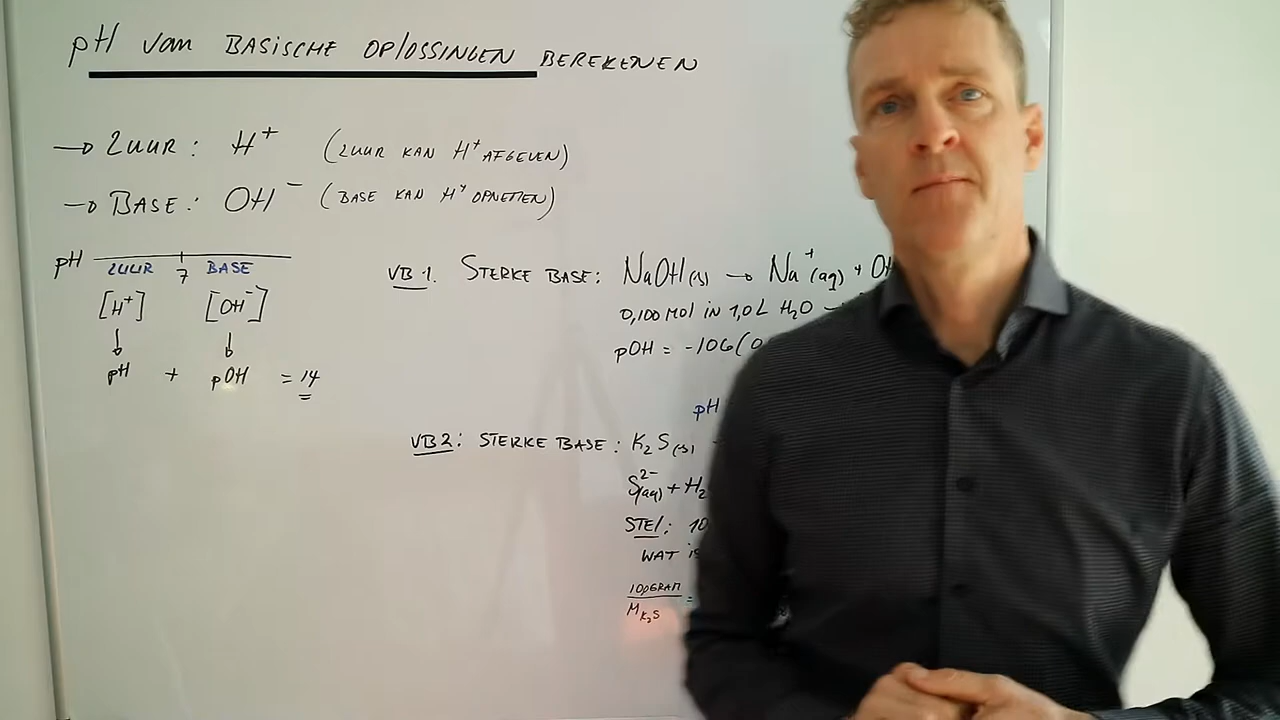 pH van BASISCHE OPLOSSINGEN BEREKENEN
→ ZUUR: H⁺ (ZUUR KAN H⁺ AFGEVEN)
→ BASE: OH⁻ (BASE KAN H⁺ OPNEMEN)
pH ZUUR 7 BASE
[H⁺] [OH⁻]
↓ ↓
pH + pOH = 14
VB 1. STERKE BASE: NaOH(s) → Na⁺(aq) + OH
0,100 MOL in 1,0 L H₂O →
pOH = -log(0
pH
VB2: STERKE BASE: K₂S(s)
S²⁻(aq) + H₂
STEL: 10
WAT is
10,0 GRAM
M K₂S =